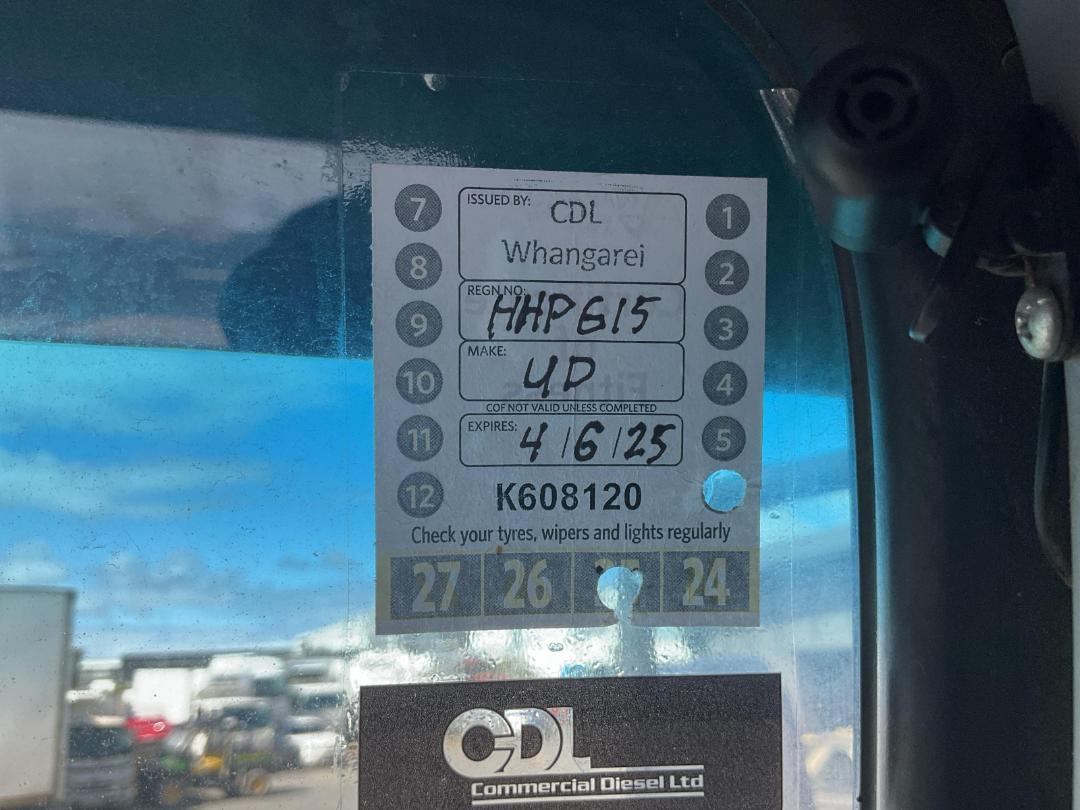 7 ISSUED BY: CDL 1
8 Whangarei 2
9 REGN NO: HHP615 3
10 MAKE: UD 4
COF NOT VALID UNLESS COMPLETED
11 EXPIRES: 4/6/25 5
12 K608120
Check your tyres, wipers and lights regularly
27 26 24
CDL
Commercial Diesel Ltd